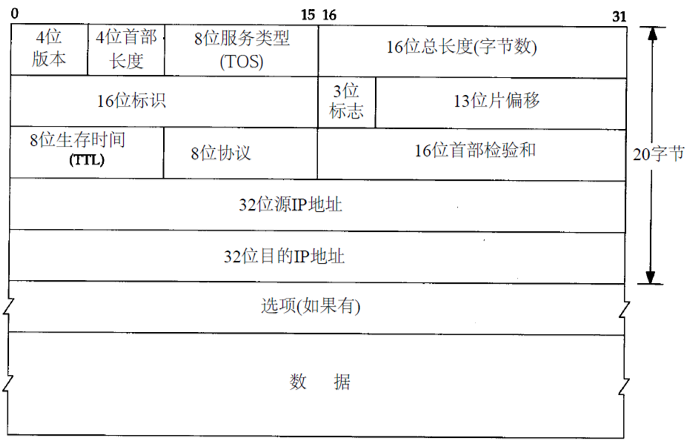 0 15 16 31
4位 4位首部 8位服务类型 16位总长度(字节数)
版本 长度 (TOS)
16位标识 3位 13位片偏移
标志
8位生存时间 8位协议 16位首部检验和
(TTL)
20字节
32位源IP地址
32位目的IP地址
选项(如果有)
数 据